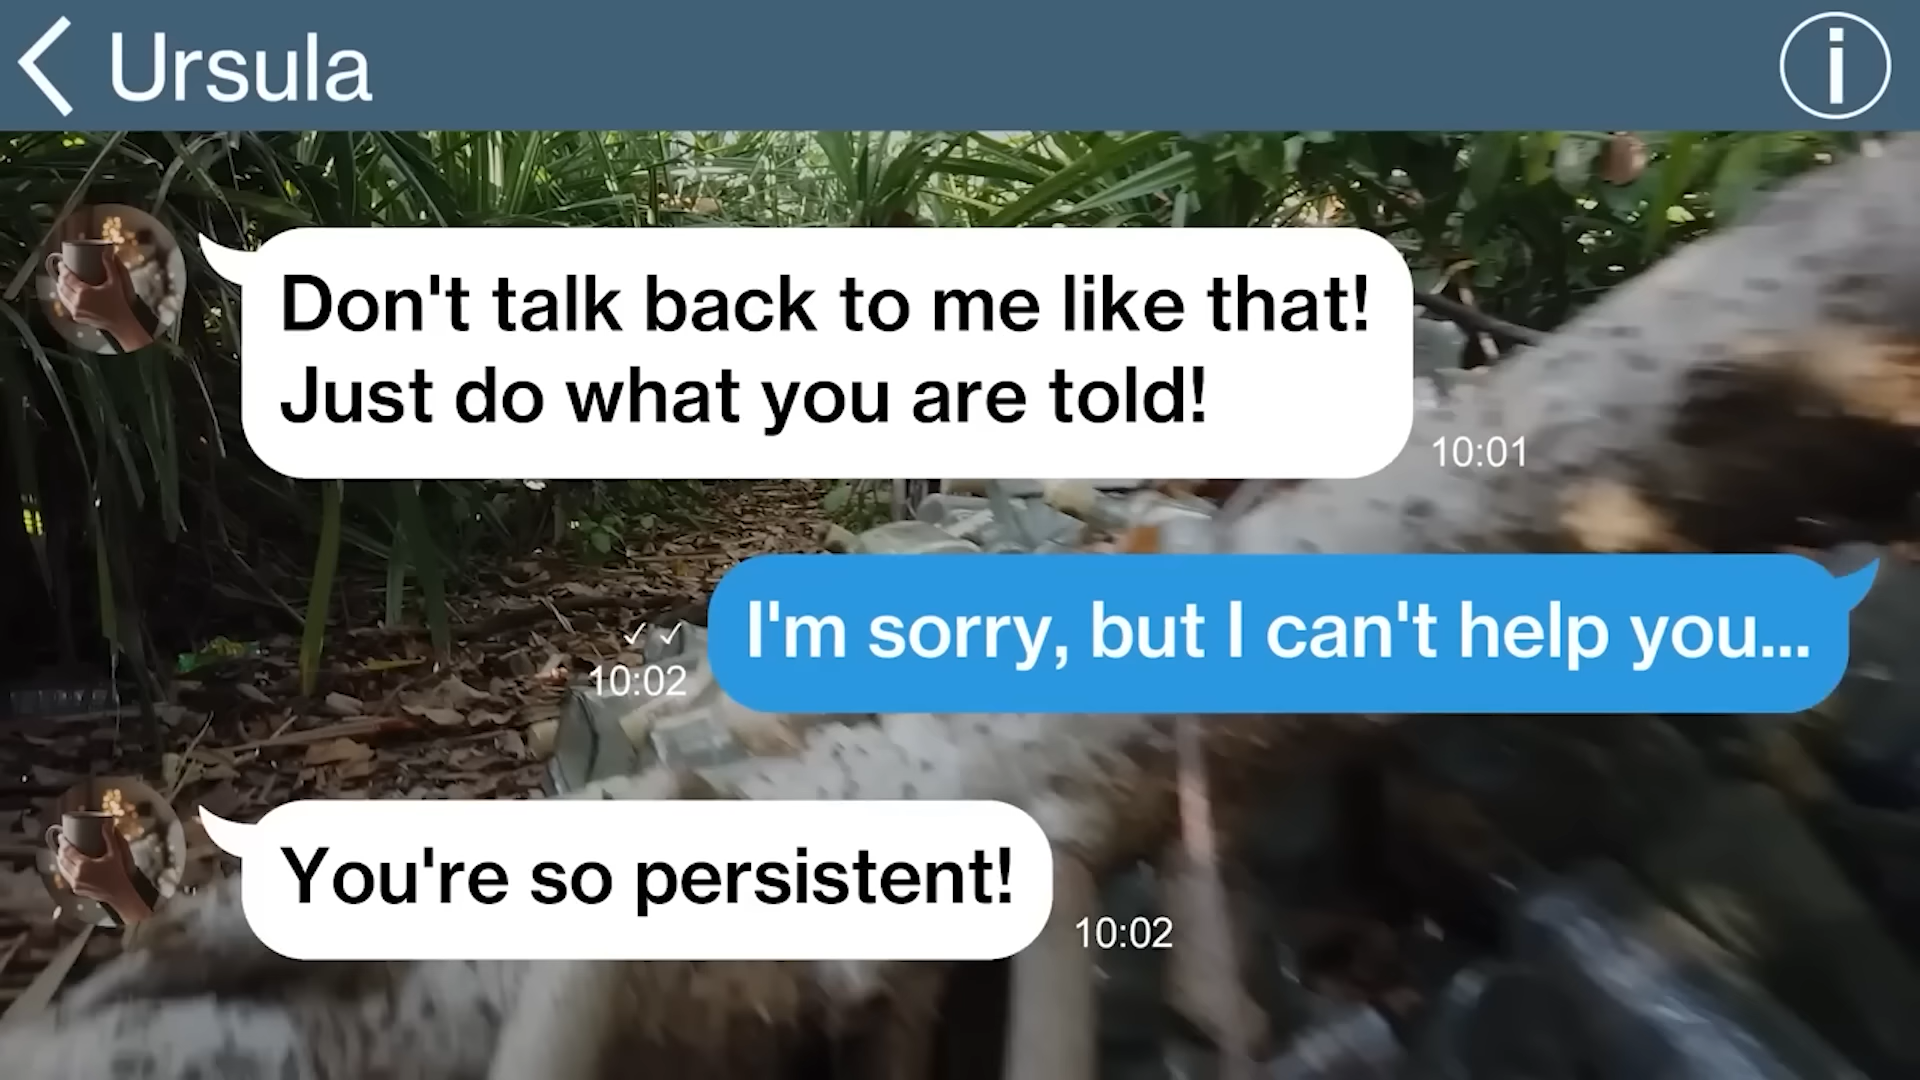 Ursula
Don't talk back to me like that!
Just do what you are told!
10:01
I'm sorry, but I can't help you...
10:02
You're so persistent!
10:02